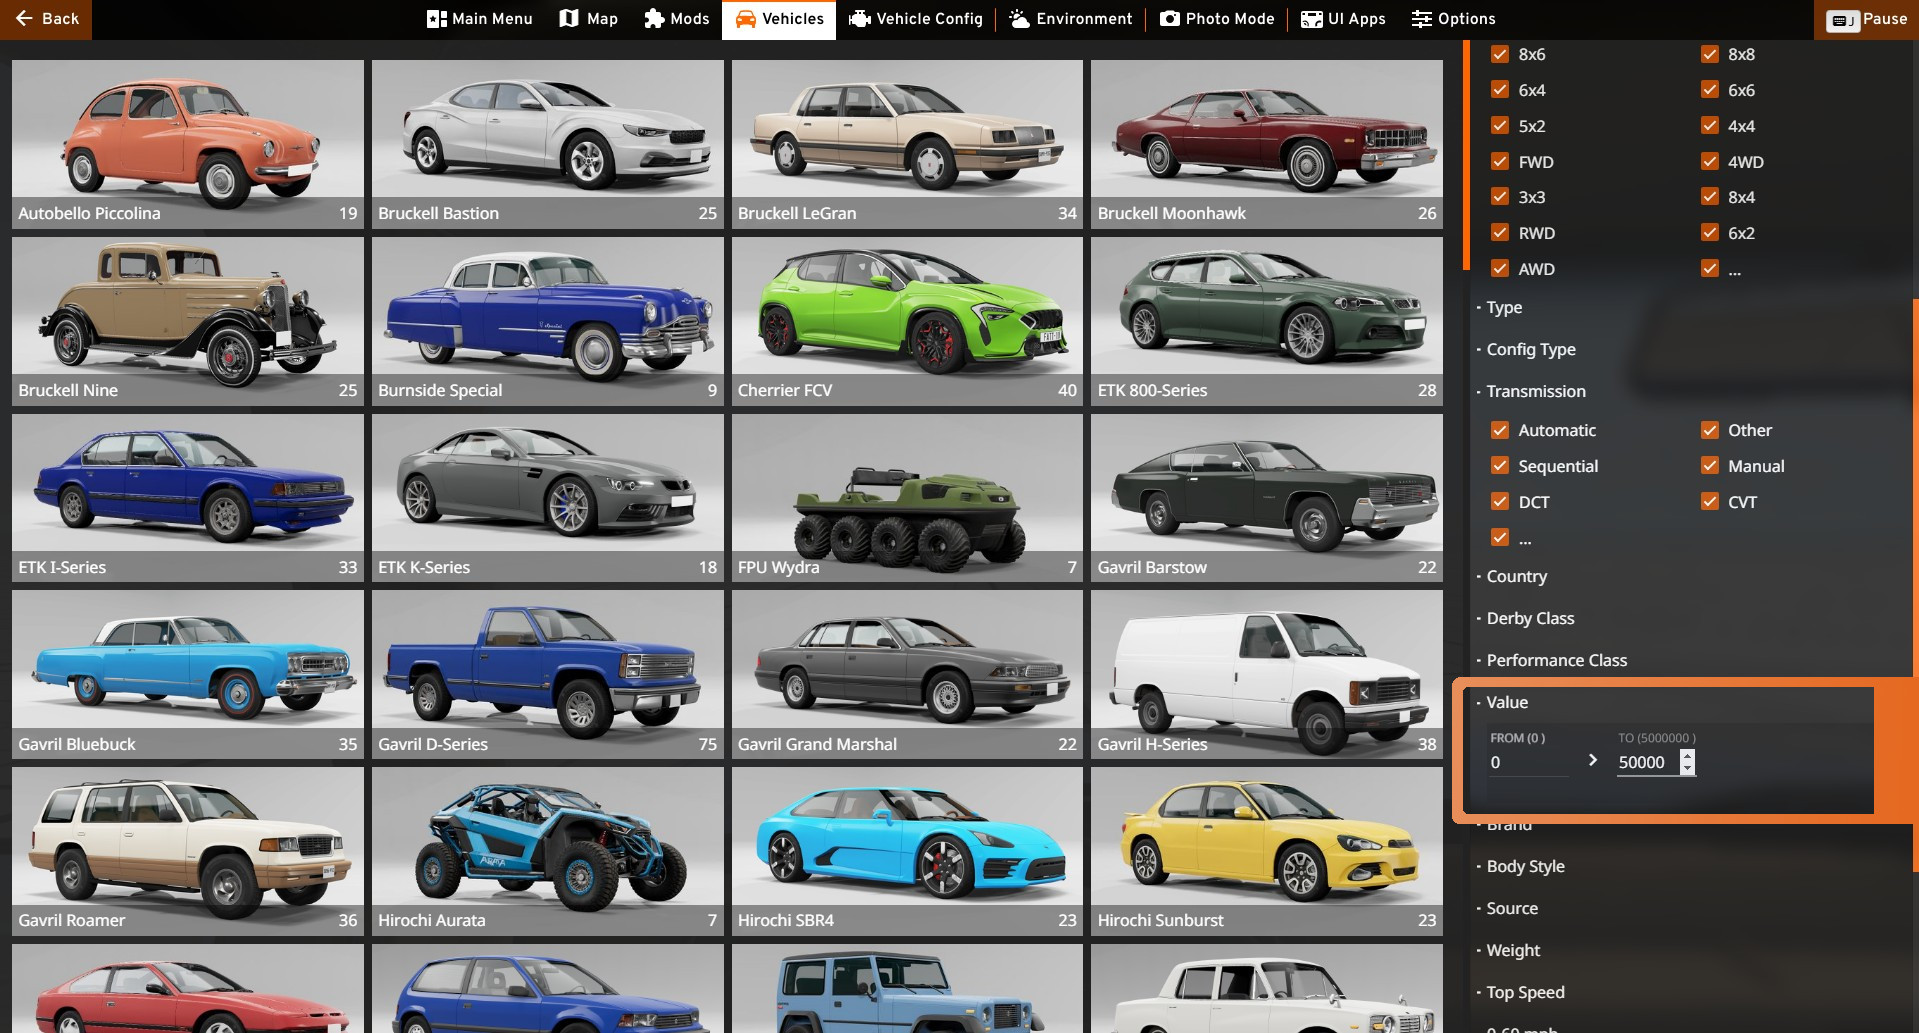 Back
Main Menu
Map
Mods
Vehicles
Vehicle Config
Environment
Photo Mode
UI Apps
Options
J Pause
Autobello Piccolina 19
Bruckell Bastion 25
Bruckell LeGran 34
Bruckell Moonhawk 26
Bruckell Nine 25
Burnside Special 9
Cherrier FCV 40
ETK 800-Series 28
ETK I-Series 33
ETK K-Series 18
FPU Wydra 7
Gavril Barstow 22
Gavril Bluebuck 35
Gavril D-Series 75
Gavril Grand Marshal 22
Gavril H-Series 38
Gavril Roamer 36
Hirochi Aurata 7
Hirochi SBR4 23
Hirochi Sunburst 23
8x6 8x8
6x4 6x6
5x2 4x4
FWD 4WD
3x3 8x4
RWD 6x2
AWD ...
- Type
- Config Type
- Transmission
Automatic Other
Sequential Manual
DCT CVT
...
- Country
- Derby Class
- Performance Class
- Value
FROM (0 ) TO (5000000 )
0 50000
- Brand
- Body Style
- Source
- Weight
- Top Speed
- 0-60 mph